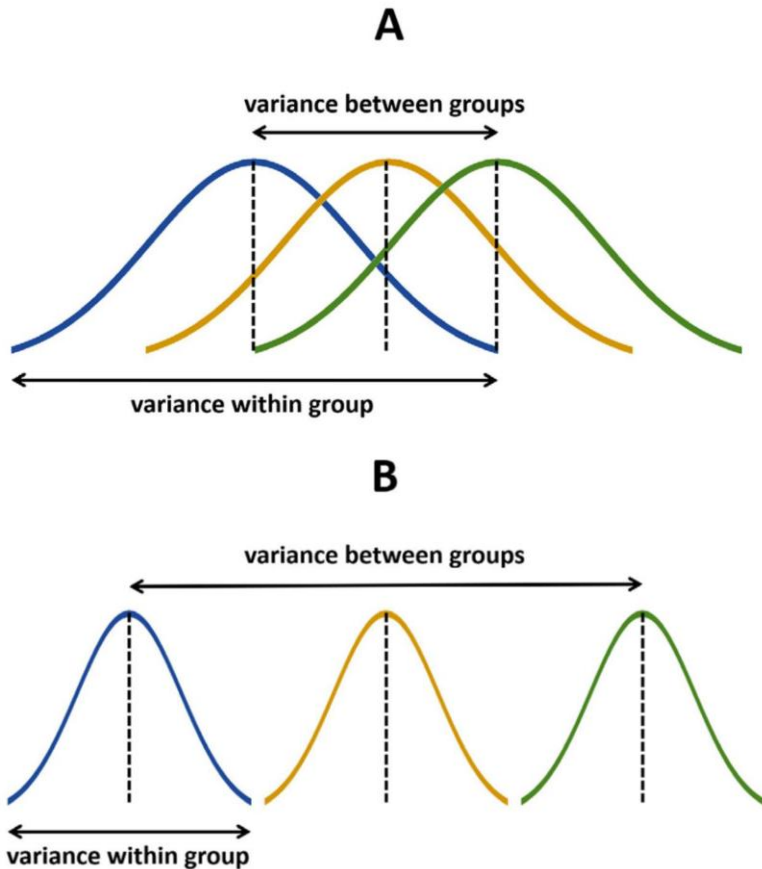 A
variance between groups
variance within group
B
variance between groups
variance within group